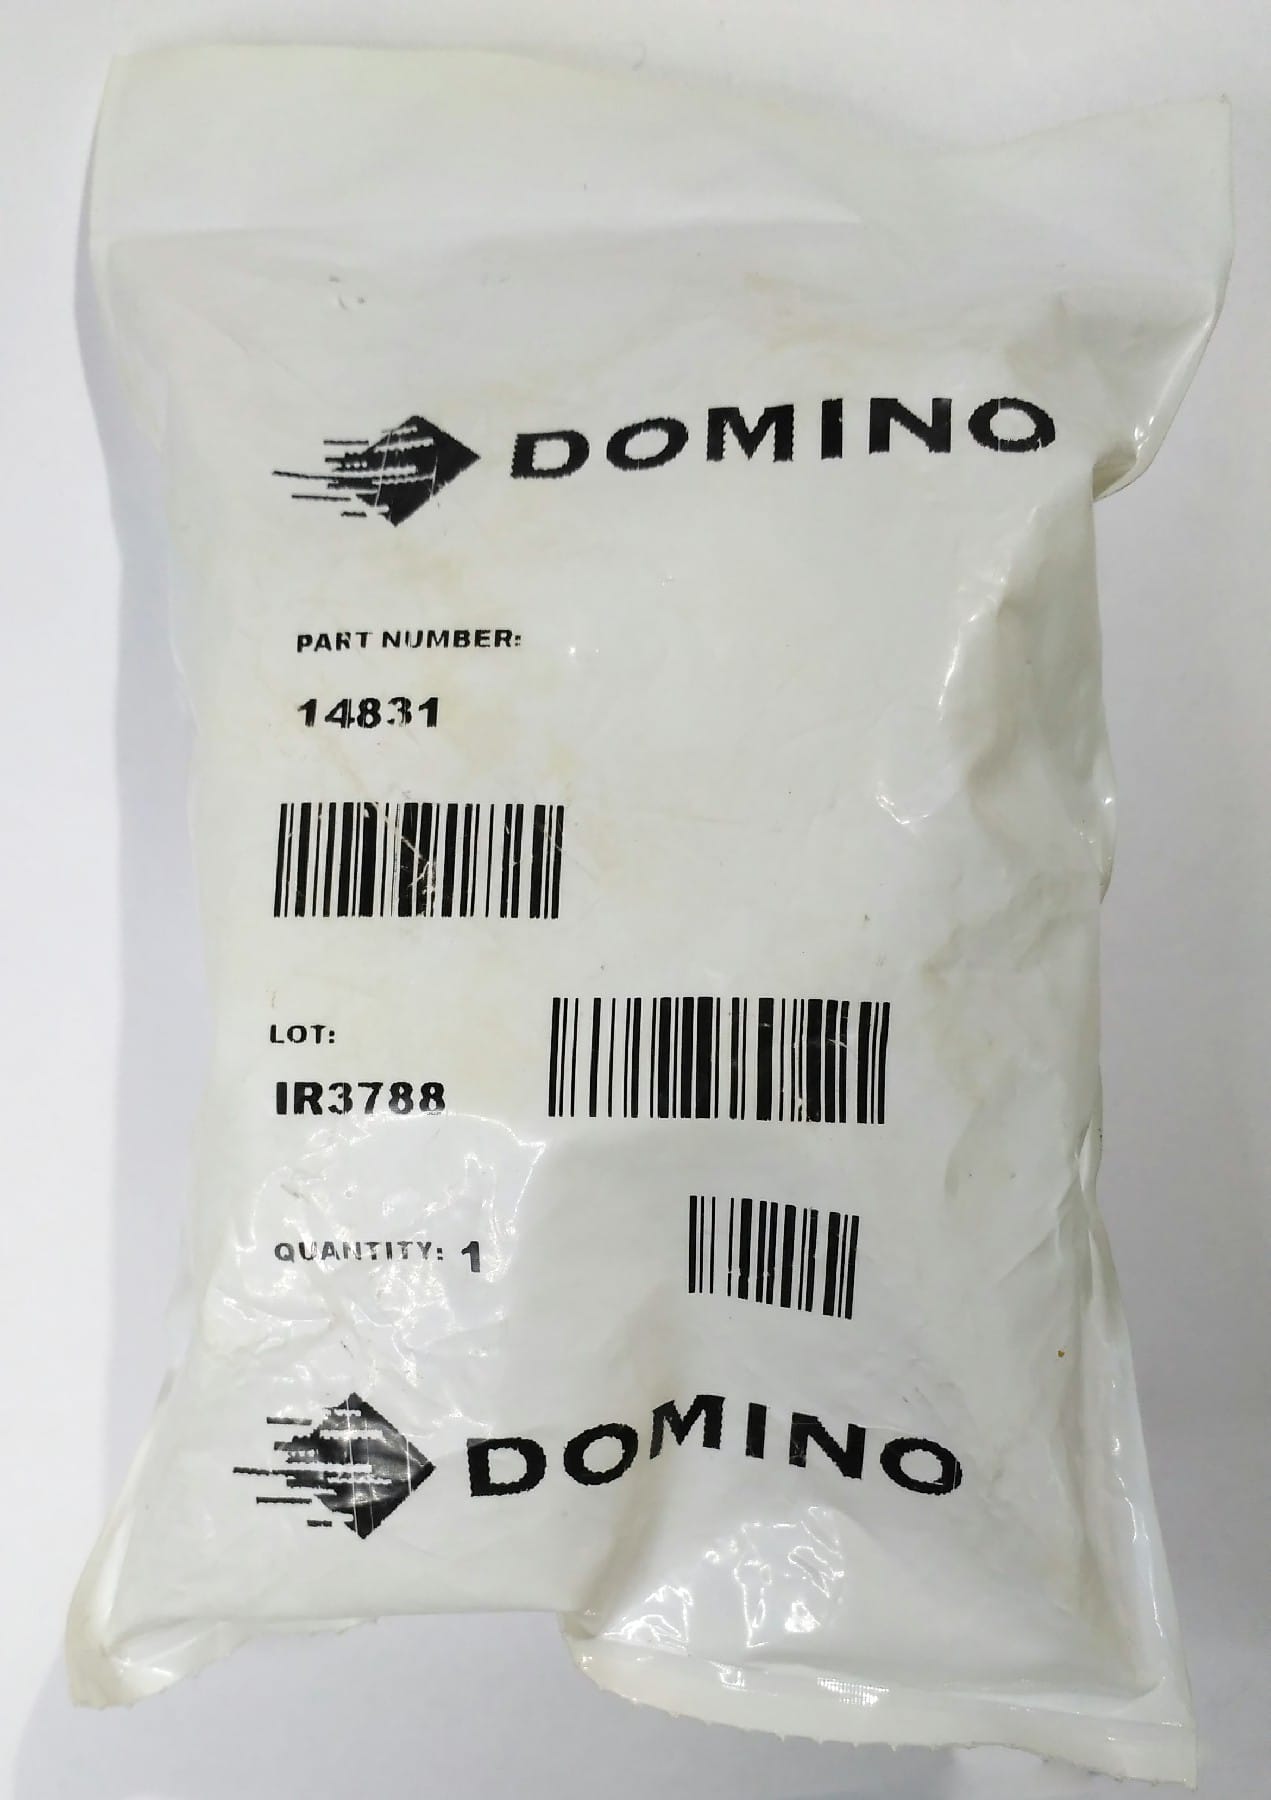 DOMINO
PART NUMBER:
14831
LOT:
IR3788
QUANTITY: 1
DOMINO